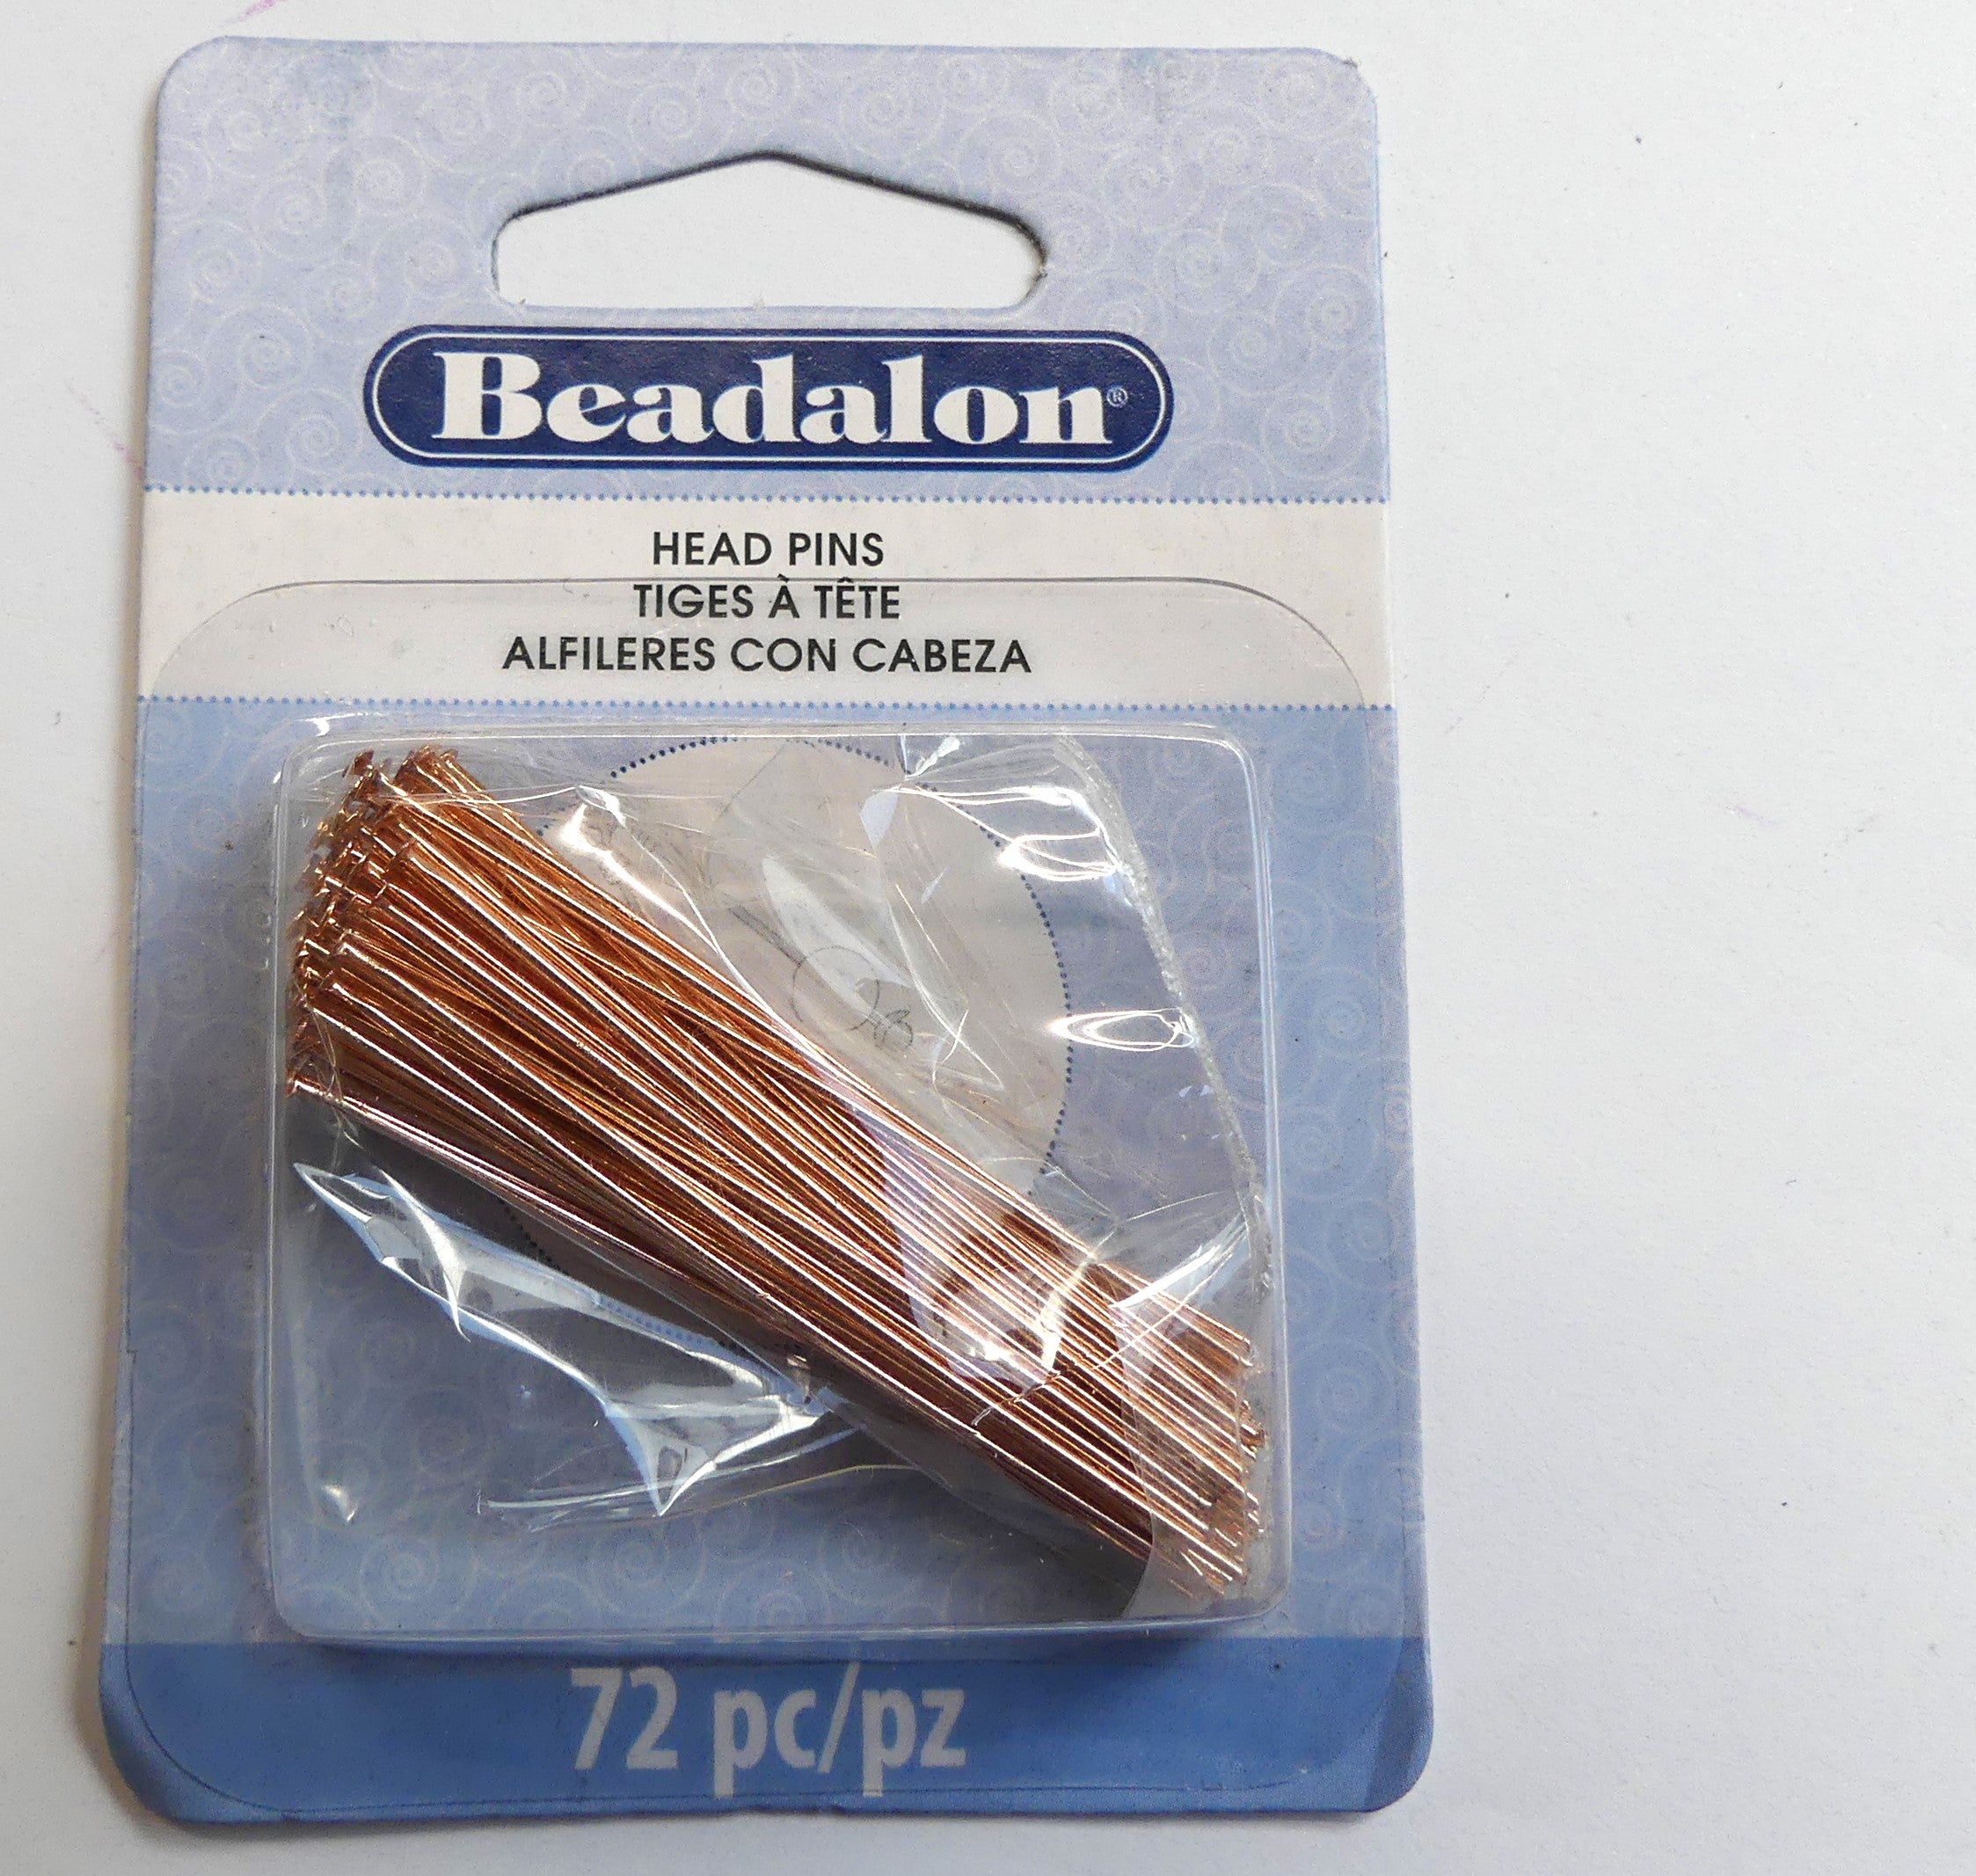 Beadalon®
HEAD PINS
TIGES À TÊTE
ALFILERES CON CABEZA
72 pc/pz